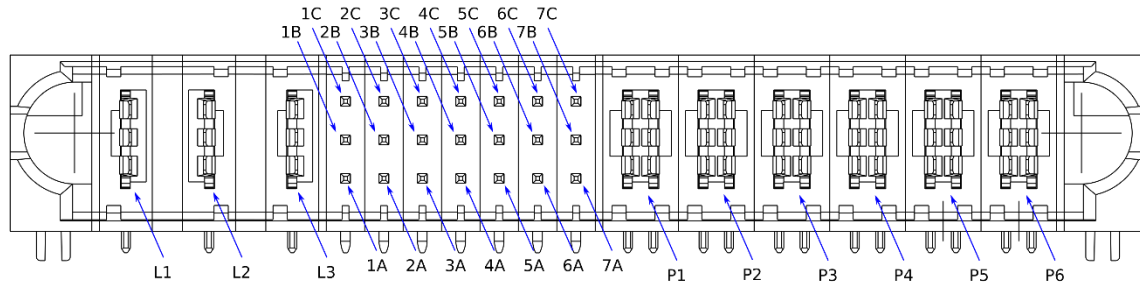 1C 2C 3C 4C 5C 6C 7C
1B 2B 3B 4B 5B 6B 7B
L1 L2 L3 1A 2A 3A 4A 5A 6A 7A P1 P2 P3 P4 P5 P6